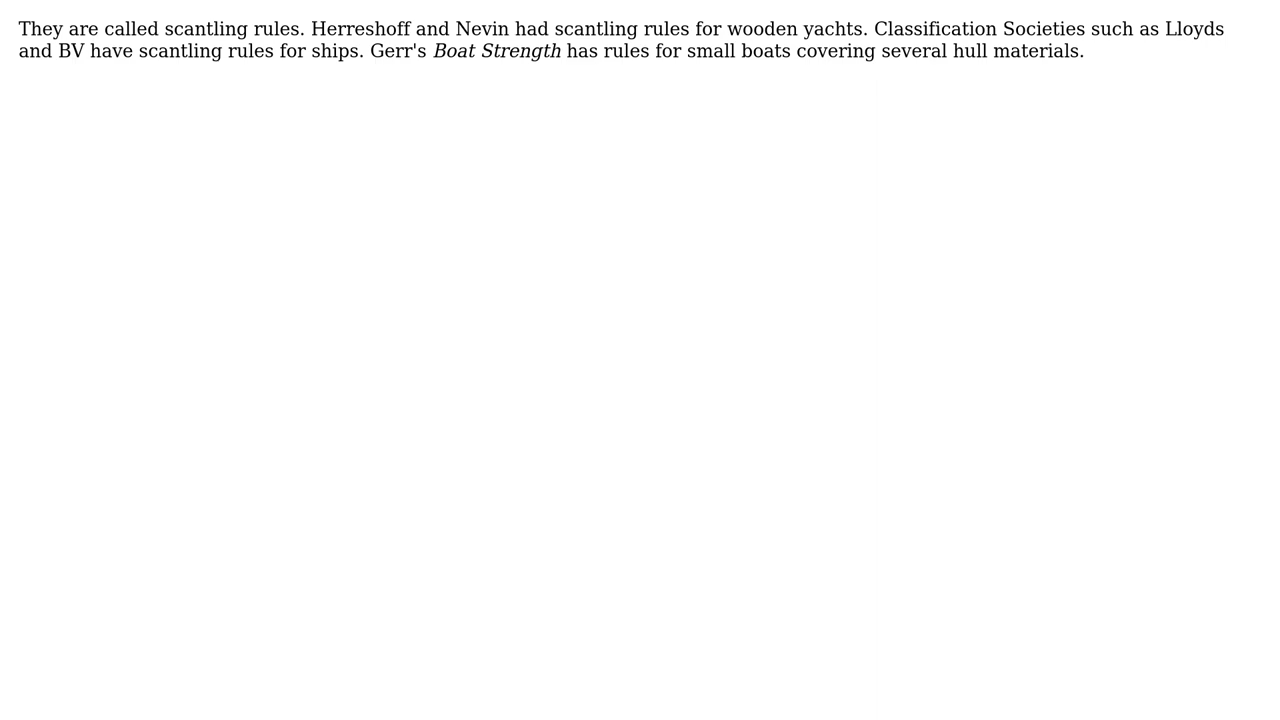 They are called scantling rules. Herreshoff and Nevin had scantling rules for wooden yachts. Classification Societies such as Lloyds
and BV have scantling rules for ships. Gerr's Boat Strength has rules for small boats covering several hull materials.